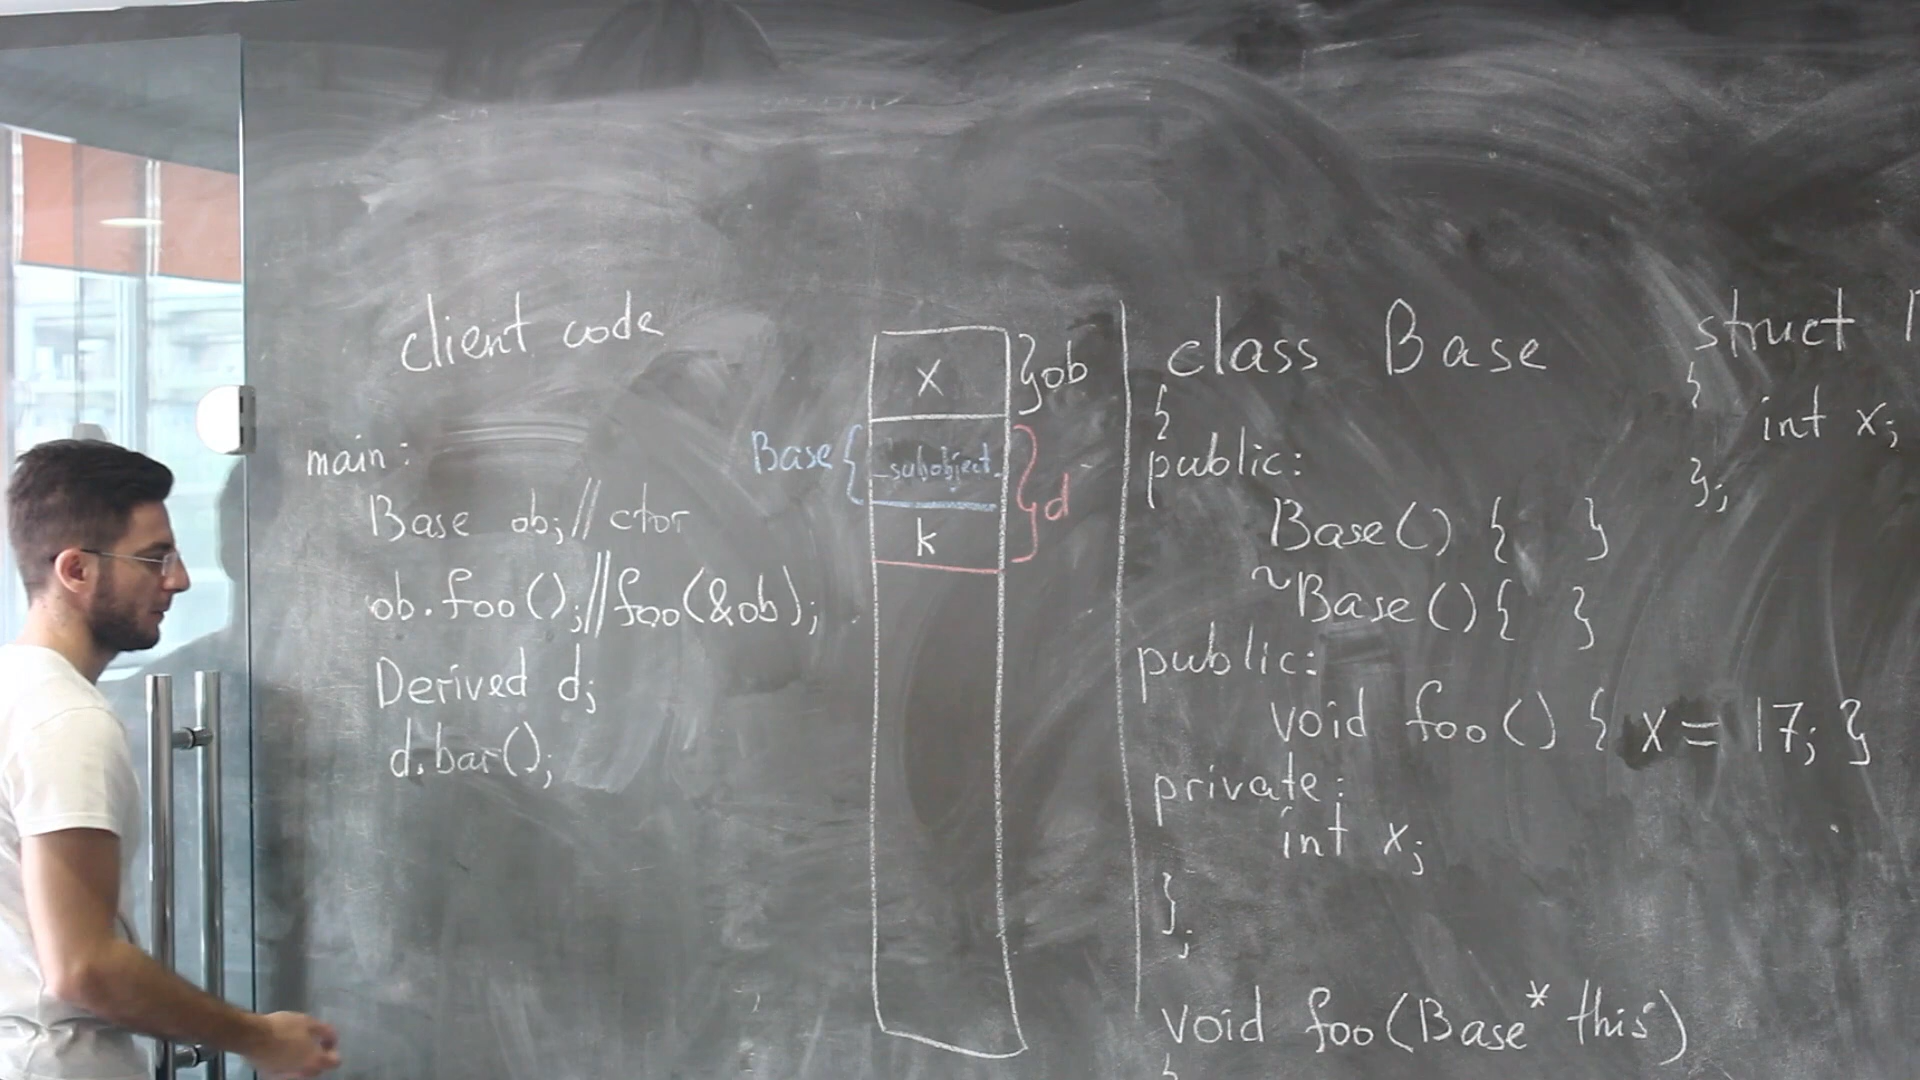 client code
main:
Base ob; // ctor
ob.foo(); // foo(&ob);
Derived d;
d.bar();
x } ob
Base { subobject } d
k
class Base
{
public:
Base() { }
~Base() { }
public:
void foo() { x = 17; }
private:
int x;
};
void foo(Base* this)
{
struct
{
int x;
};